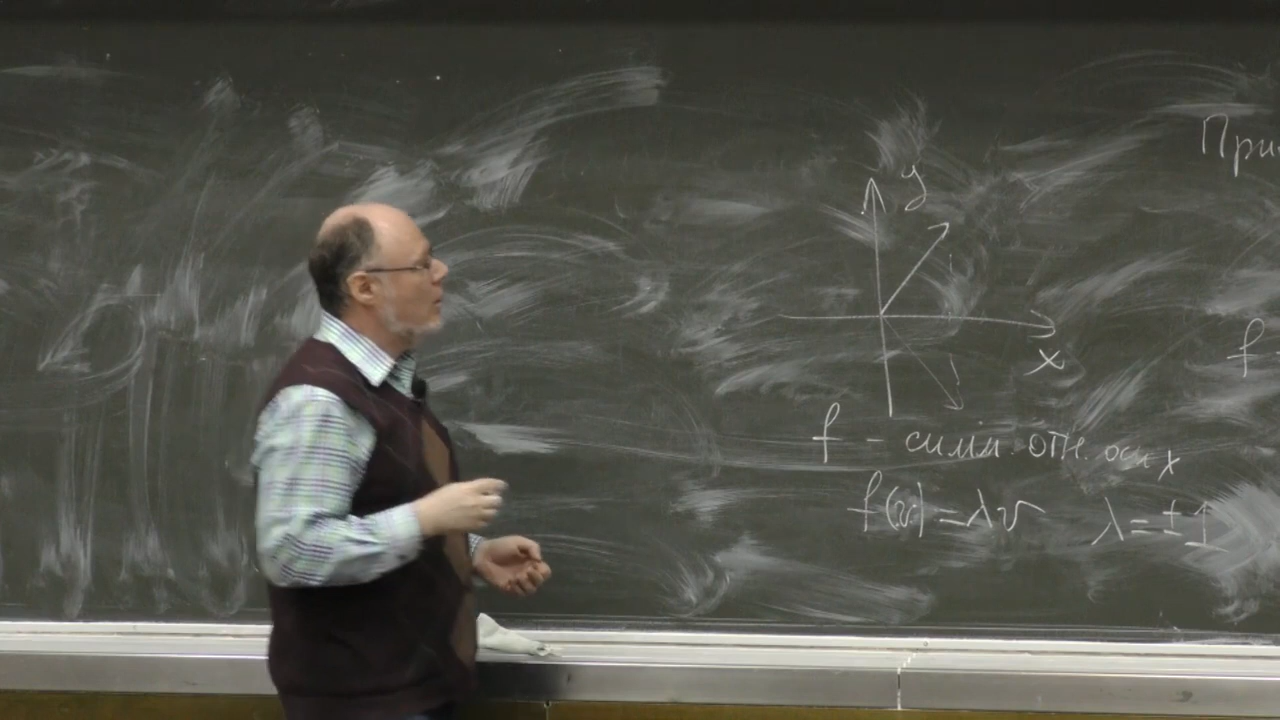 При
y
x
f
f - симм. отн. оси x
f(v) = λv λ = ±1